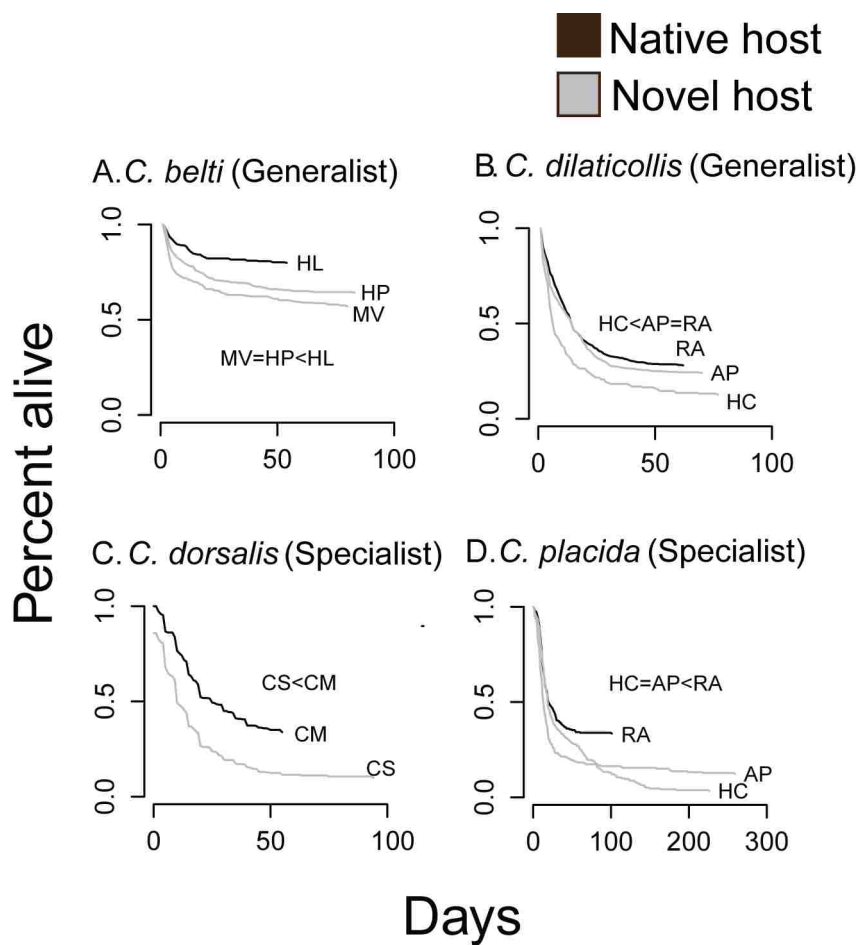 Native host
Novel host
A. C. belti (Generalist)
1.0
0.5
0.0
HL
HP
MV
MV=HP<HL
0
50
100
B. C. dilaticollis (Generalist)
1.0
0.5
0.0
HC<AP=RA
RA
AP
HC
0
50
100
Percent alive
C. C. dorsalis (Specialist)
1.0
0.5
0.0
CS<CM
CM
CS
0
50
100
D. C. placida (Specialist)
1.0
0.5
0.0
HC=AP<RA
RA
AP
HC
0
100
200
300
Days